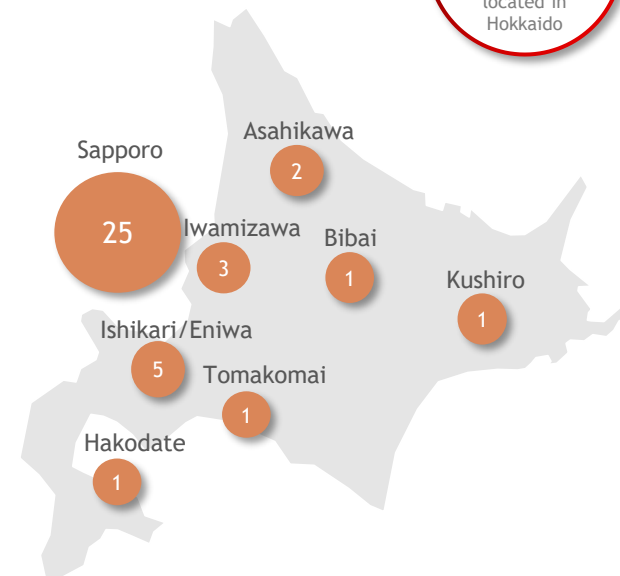 located in
Hokkaido
Asahikawa
2
Sapporo
25
Iwamizawa
3
Bibai
1
Kushiro
1
Ishikari/Eniwa
5
Tomakomai
1
Hakodate
1